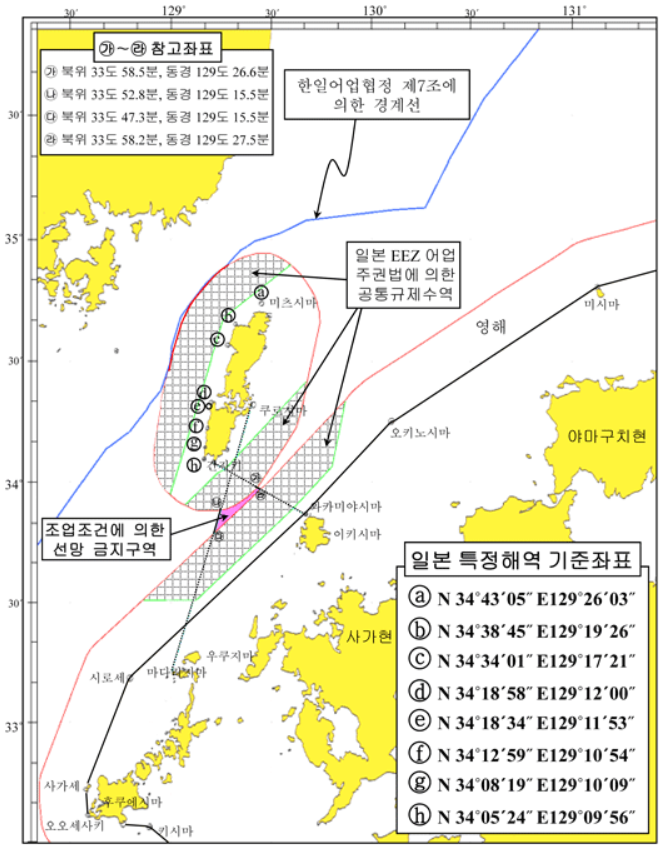 129°
30′
130°
30′
131°
㉮~㉱ 참고좌표
㉮ 북위 33도 58.5분, 동경 129도 26.6분
㉯ 북위 33도 52.8분, 동경 129도 15.5분
㉰ 북위 33도 47.3분, 동경 129도 15.5분
㉱ 북위 33도 58.2분, 동경 129도 27.5분
한일어업협정 제7조에
의한 경계선
30′
35°
일본 EEZ 어업
주권법에 의한
공통규제수역
ⓐ
미츠시마
ⓑ
미시마
영해
ⓒ
30′
ⓓ
ⓔ
쿠로시마
오키노시마
ⓕ
야마구치현
ⓖ
ⓗ
간자키
34°
㉮
㉱
㉯
와카미야시마
조업조건에 의한
선망 금지구역
㉰
이키시마
일본 특정해역 기준좌표
ⓐ N 34°43′05″ E129°26′03″
30′
ⓑ N 34°38′45″ E129°19′26″
사가현
ⓒ N 34°34′01″ E129°17′21″
우쿠지마
시로세
ⓓ N 34°18′58″ E129°12′00″
ⓔ N 34°18′34″ E129°11′53″
33′
ⓕ N 34°12′59″ E129°10′54″
사가세
ⓖ N 34°08′19″ E129°10′09″
후쿠에시마
ⓗ N 34°05′24″ E129°09′56″
오오세사키
키시마